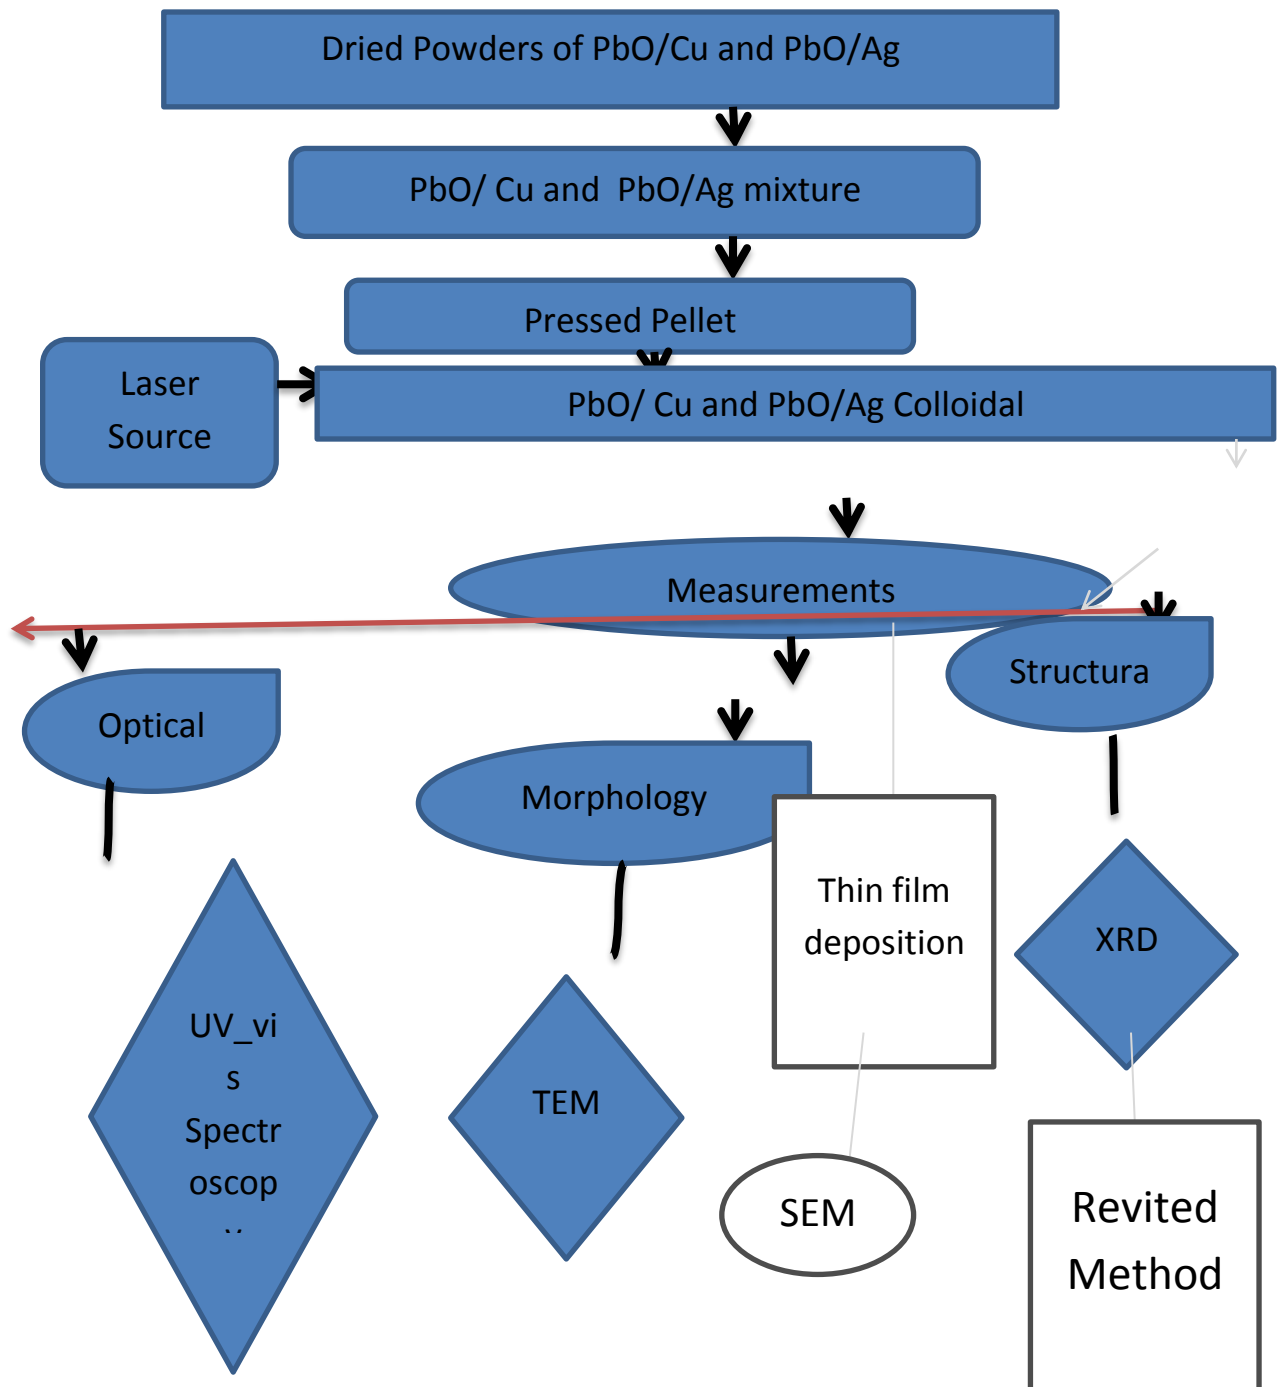 Dried Powders of PbO/Cu and PbO/Ag
PbO/ Cu and  PbO/Ag mixture
Pressed Pellet
Laser
Source
PbO/ Cu and PbO/Ag Colloidal
Measurements
Structura
Optical
Morphology
Thin film
deposition
XRD
UV_vi
s
Spectr
oscop
TEM
SEM
Revited
Method